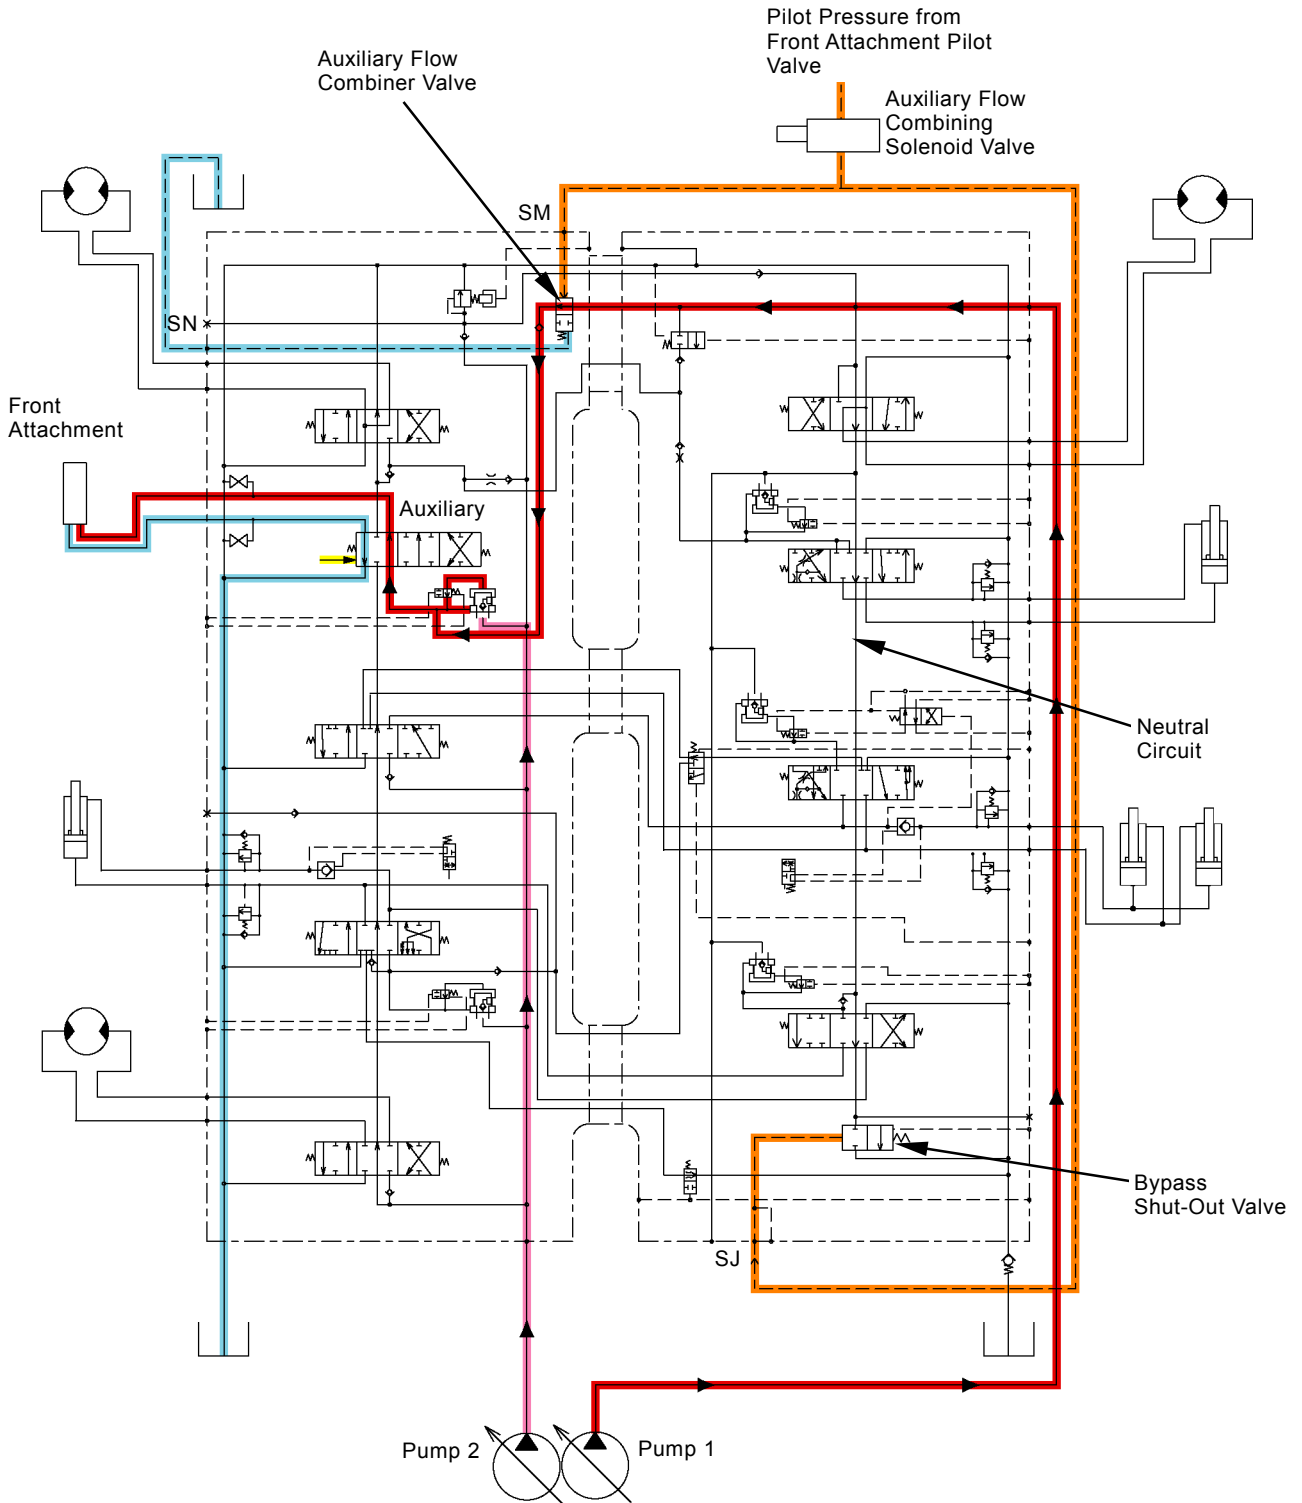 Pilot Pressure from
Front Attachment Pilot
Valve
Auxiliary Flow
Combiner Valve
Auxiliary Flow
Combining
Solenoid Valve
SM
SN
Front
Attachment
Auxiliary
Neutral
Circuit
Bypass
Shut-Out Valve
SJ
Pump 2
Pump 1